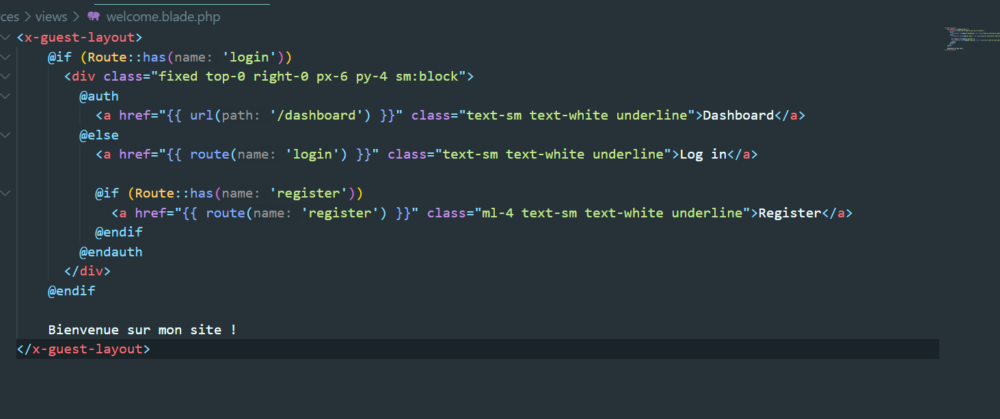 ces > views > welcome.blade.php
<x-guest-layout>
    @if (Route::has(name: 'login'))
      <div class="fixed top-0 right-0 px-6 py-4 sm:block">
        @auth
          <a href="{{ url(path: '/dashboard') }}" class="text-sm text-white underline">Dashboard</a>
        @else
          <a href="{{ route(name: 'login') }}" class="text-sm text-white underline">Log in</a>

          @if (Route::has(name: 'register'))
            <a href="{{ route(name: 'register') }}" class="ml-4 text-sm text-white underline">Register</a>
          @endif
        @endauth
      </div>
    @endif

    Bienvenue sur mon site !
</x-guest-layout>